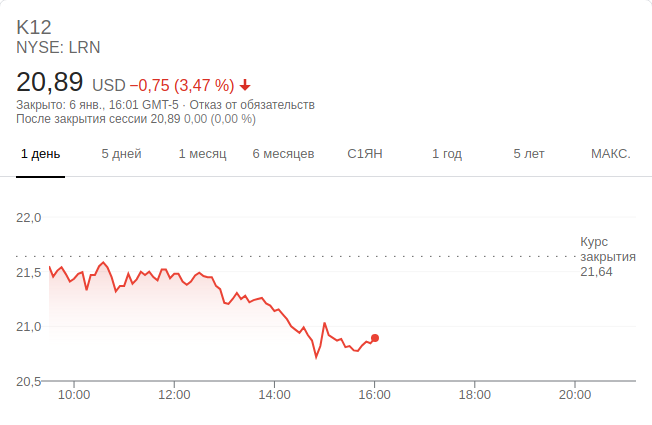 K12
NYSE: LRN
20,89 USD −0,75 (3,47 %)
Закрыто: 6 янв., 16:01 GMT-5 · Отказ от обязательств
После закрытия сессии 20,89 0,00 (0,00 %)
1 день 5 дней 1 месяц 6 месяцев С1ЯН 1 год 5 лет МАКС.
22,0
Курс
закрытия
21,64
21,5
21,0
20,5
10:00 12:00 14:00 16:00 18:00 20:00